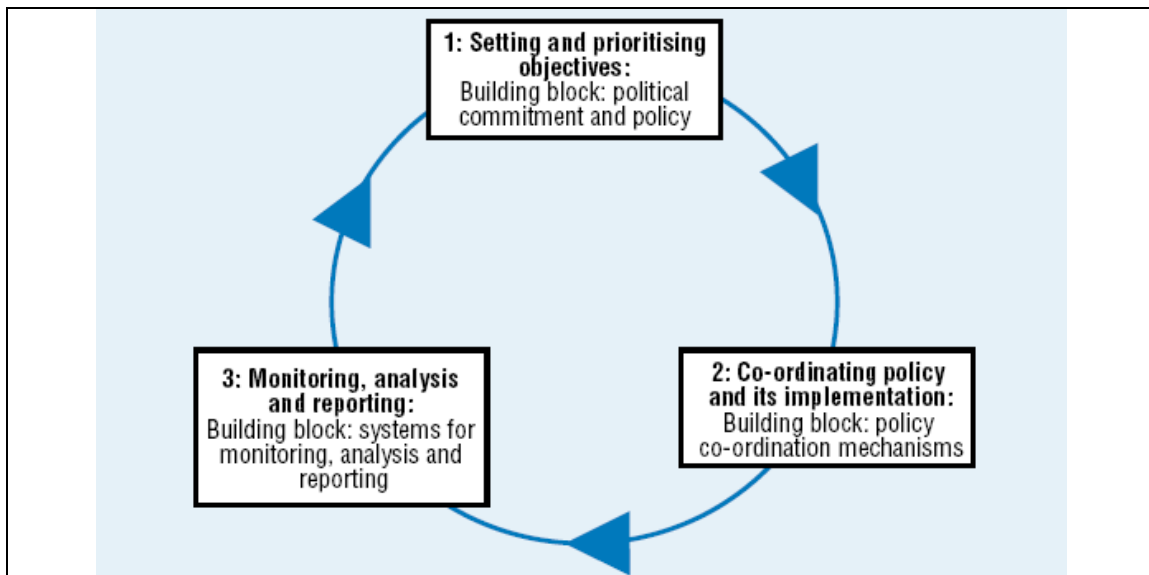 1: Setting and prioritising
objectives:
Building block: political
commitment and policy
2: Co-ordinating policy
and its implementation:
Building block: policy
co-ordination mechanisms
3: Monitoring, analysis
and reporting:
Building block: systems for
monitoring, analysis and
reporting